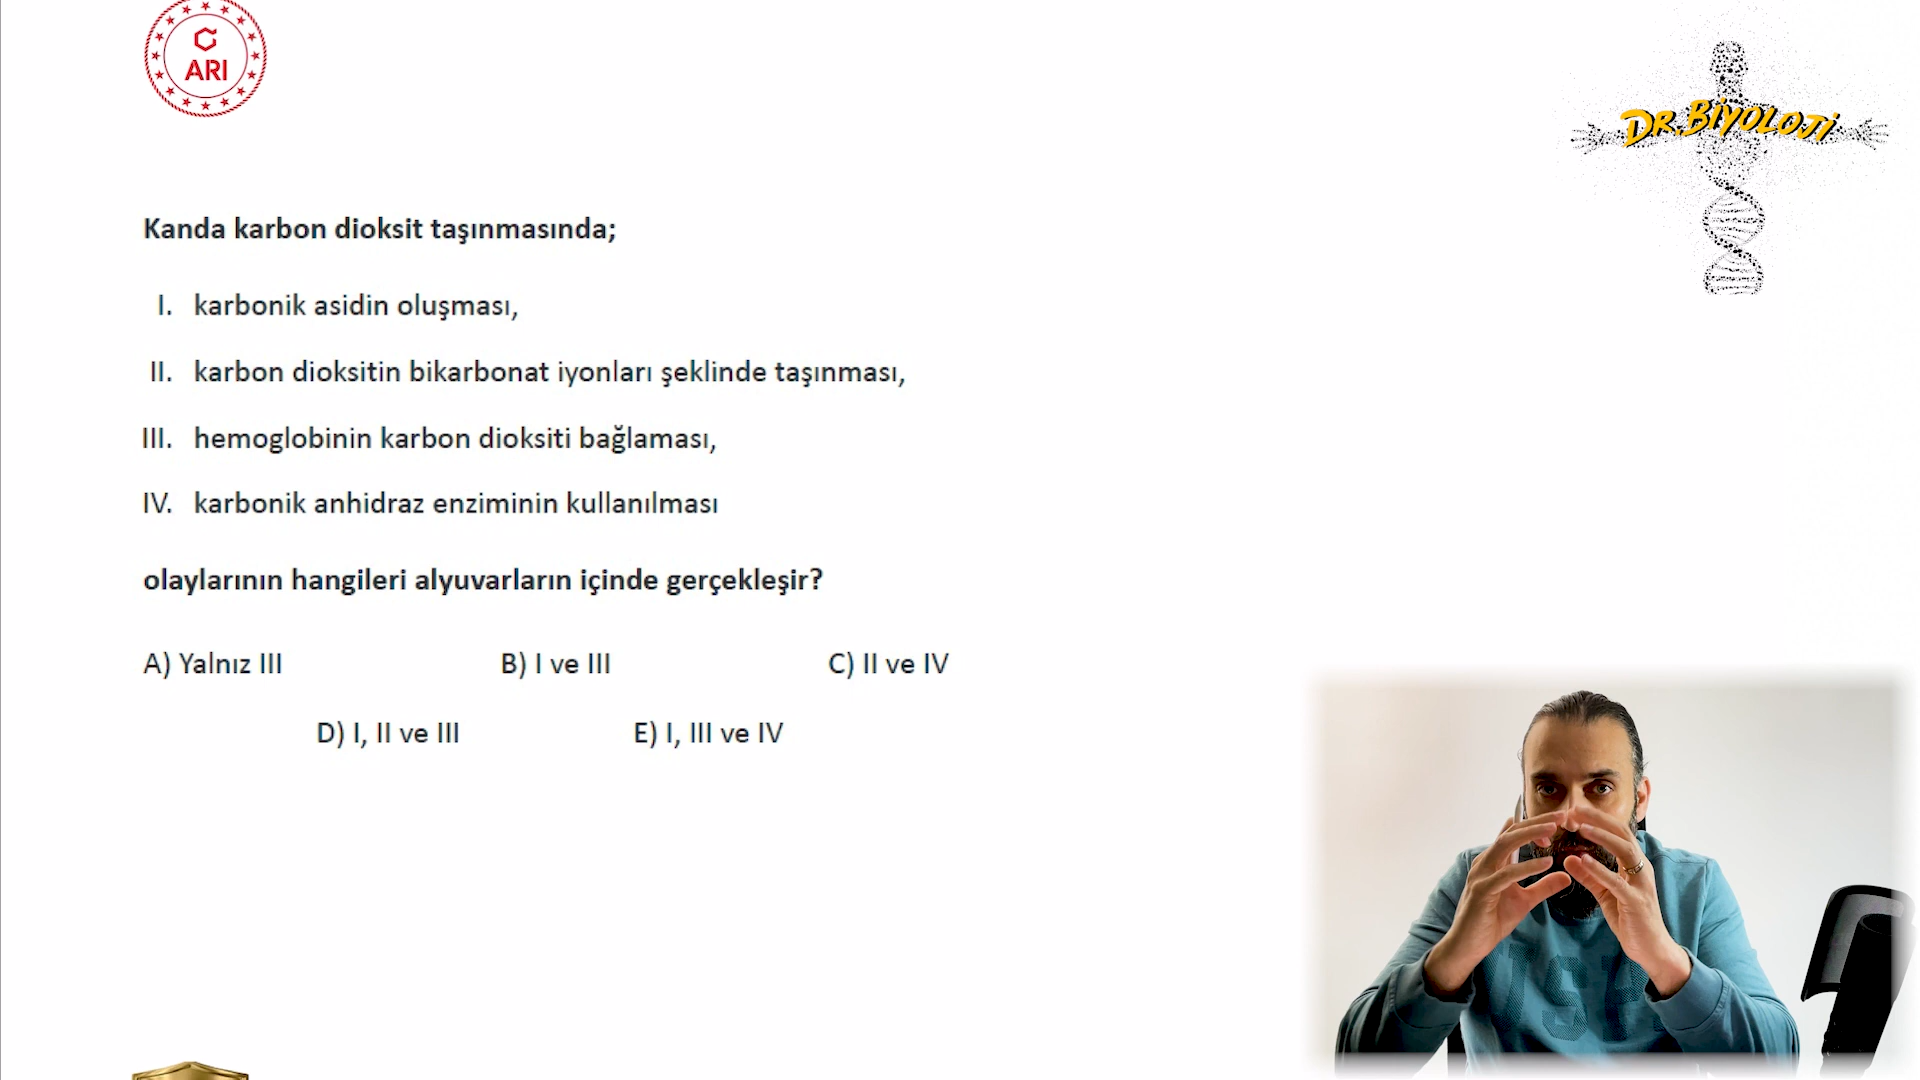 ARI
DR.BİYOLOJİ
Kanda karbon dioksit taşınmasında;
I. karbonik asidin oluşması,
II. karbon dioksitin bikarbonat iyonları şeklinde taşınması,
III. hemoglobinin karbon dioksiti bağlaması,
IV. karbonik anhidraz enziminin kullanılması
olaylarının hangileri alyuvarların içinde gerçekleşir?
A) Yalnız III B) I ve III C) II ve IV
D) I, II ve III E) I, III ve IV